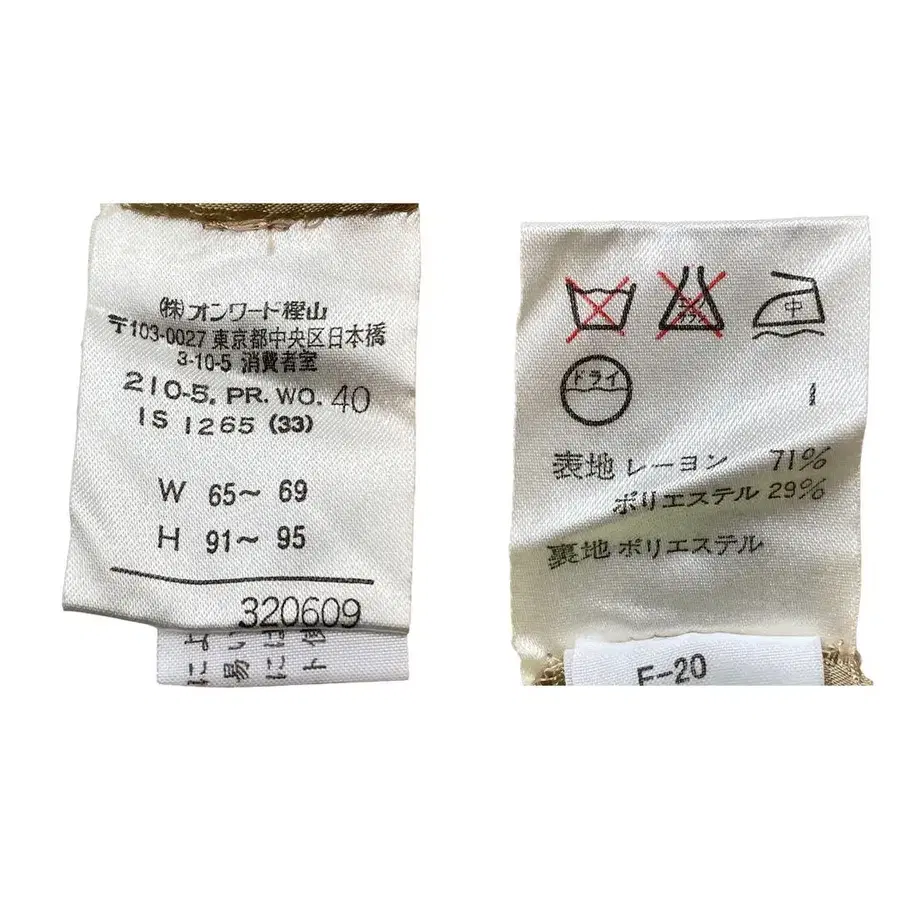 (株)オンワード樫山
〒103-0027 東京都中央区日本橋
3-10-5 消費者室
210-5, PR. WO. 40
IS 1265 (33)
W 65~ 69
H 91~ 95
320609
中
ドライ
表地 レーヨン 71%
ポリエステル 29%
裏地 ポリエステル
F-20